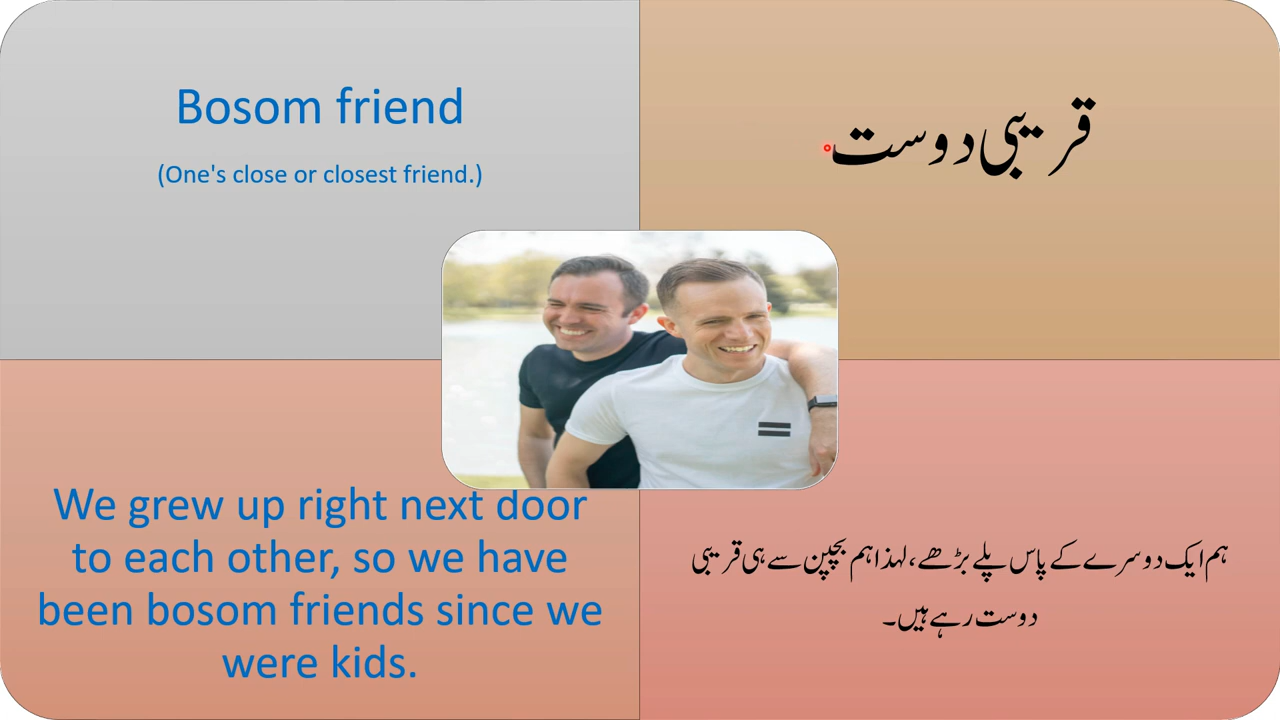 Bosom friend
(One's close or closest friend.)
قریبی دوست
We grew up right next door
to each other, so we have
been bosom friends since we
were kids.
ہم ایک دوسرے کے پاس پلے بڑھے، لہذا ہم بچپن سے ہی قریبی
دوست رہے ہیں۔